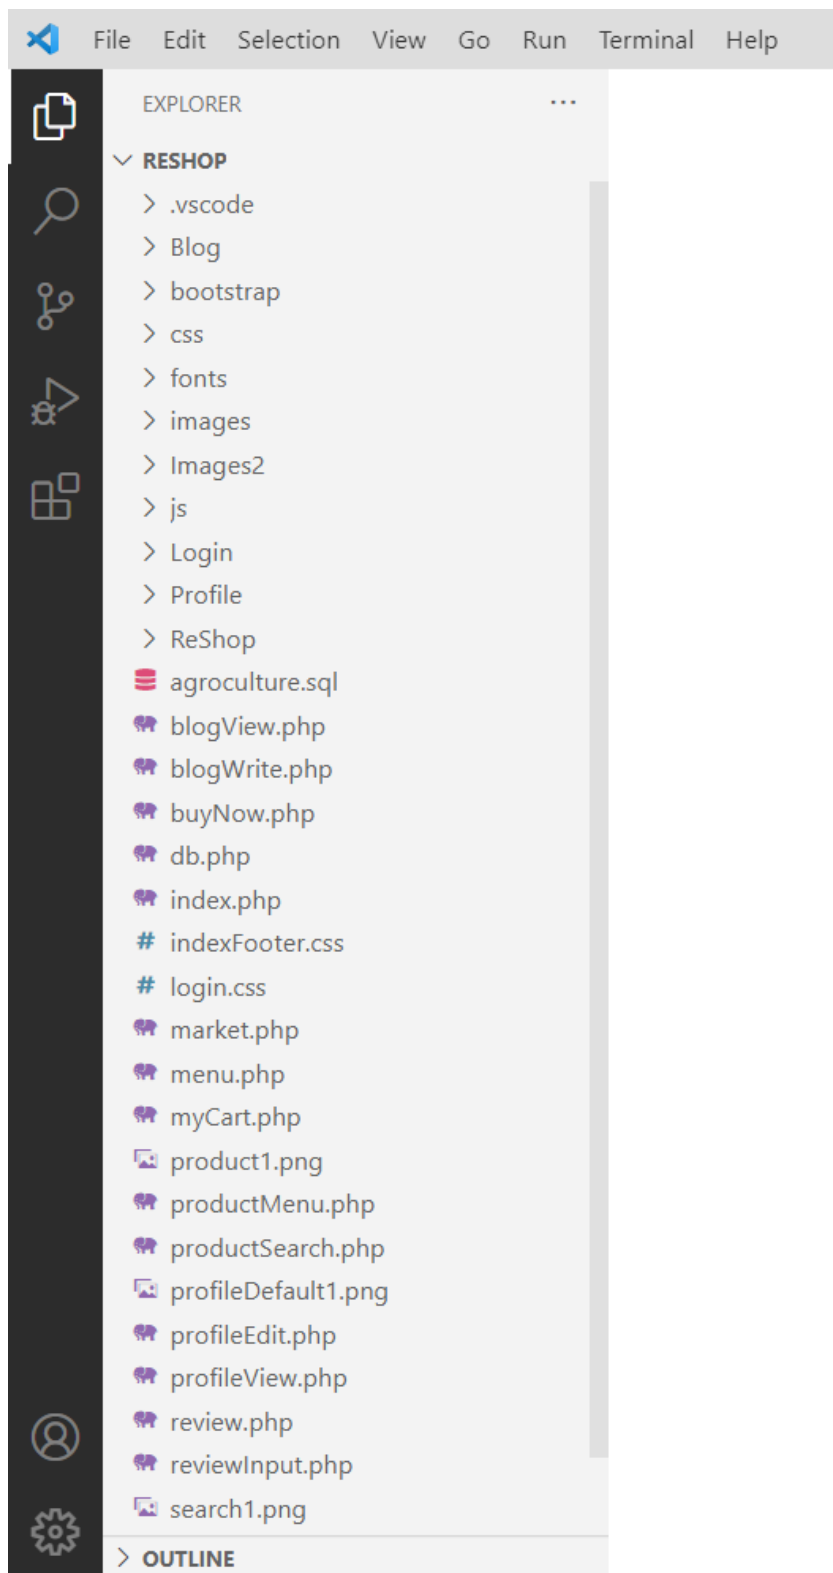 File Edit Selection View Go Run Terminal Help
EXPLORER
RESHOP
.vscode
Blog
bootstrap
css
fonts
images
Images2
js
Login
Profile
ReShop
agroculture.sql
blogView.php
blogWrite.php
buyNow.php
db.php
index.php
# indexFooter.css
# login.css
market.php
menu.php
myCart.php
product1.png
productMenu.php
productSearch.php
profileDefault1.png
profileEdit.php
profileView.php
review.php
reviewInput.php
search1.png
OUTLINE